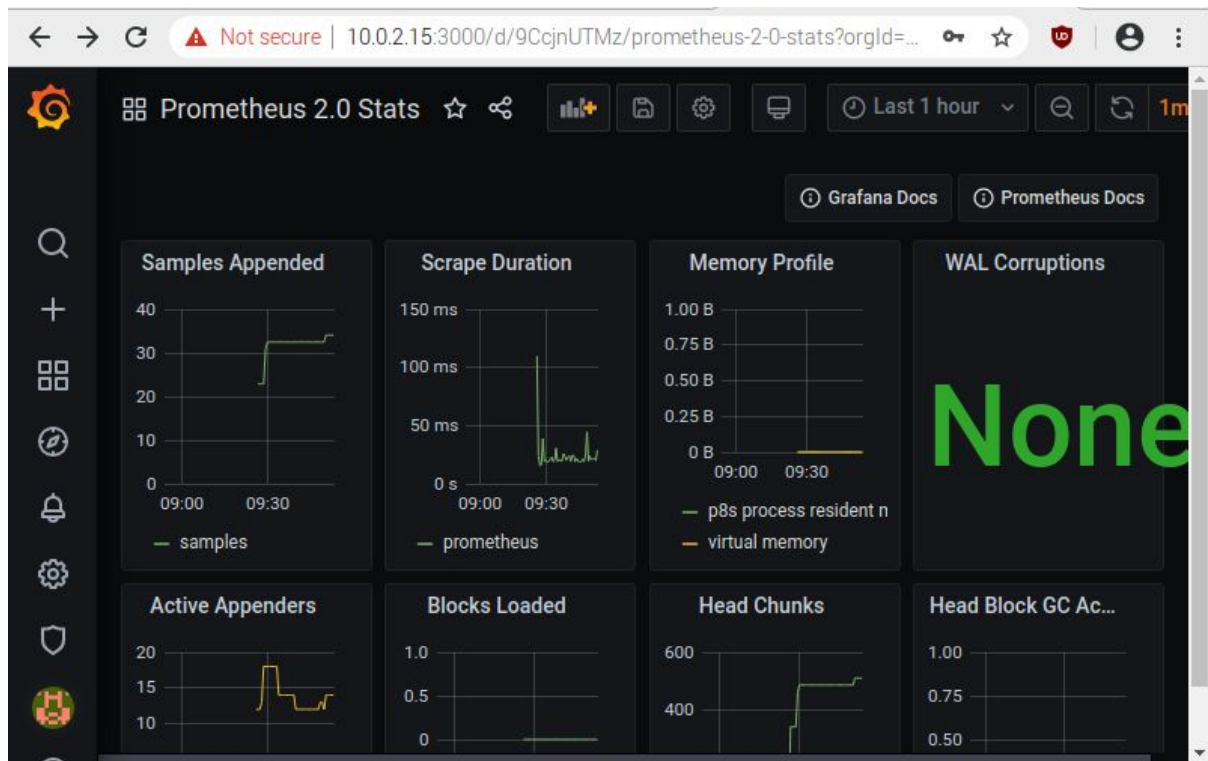 Not secure | 10.0.2.15:3000/d/9CcjnUTMz/prometheus-2-0-stats?orgId=...
Prometheus 2.0 Stats
Last 1 hour
1m
Grafana Docs
Prometheus Docs
Samples Appended
40
30
20
10
0
09:00 09:30
samples
Scrape Duration
150 ms
100 ms
50 ms
0 s
09:00 09:30
prometheus
Memory Profile
1.00 B
0.75 B
0.50 B
0.25 B
0 B
09:00 09:30
p8s process resident n
virtual memory
WAL Corruptions
None
Active Appenders
20
15
10
Blocks Loaded
1.0
0.5
0
Head Chunks
600
400
Head Block GC Ac...
1.00
0.75
0.50